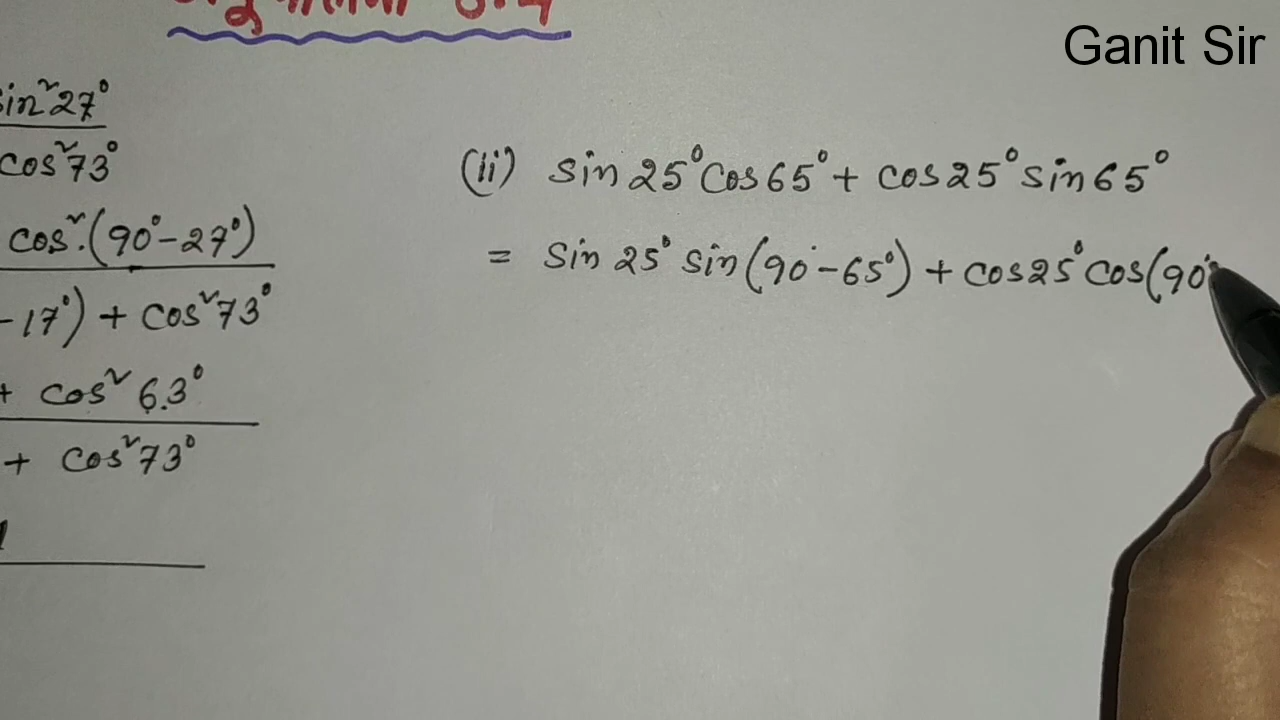 Ganit Sir
sin²27°
cos²73°
cos².(90°-27°)
-17°) + cos²73°
+ cos²63°
+ cos²73°
(ii) sin 25° cos 65° + cos 25° sin 65°
= sin 25° sin (90° - 65°) + cos 25° cos (90°